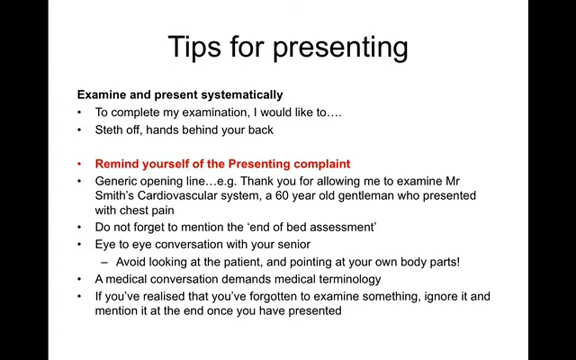 Tips for presenting
Examine and present systematically
• To complete my examination, I would like to….
• Steth off, hands behind your back
• Remind yourself of the Presenting complaint
• Generic opening line…e.g. Thank you for allowing me to examine Mr
Smith's Cardiovascular system, a 60 year old gentleman who presented
with chest pain
• Do not forget to mention the 'end of bed assessment'
• Eye to eye conversation with your senior
– Avoid looking at the patient, and pointing at your own body parts!
• A medical conversation demands medical terminology
• If you've realised that you've forgotten to examine something, ignore it and
mention it at the end once you have presented